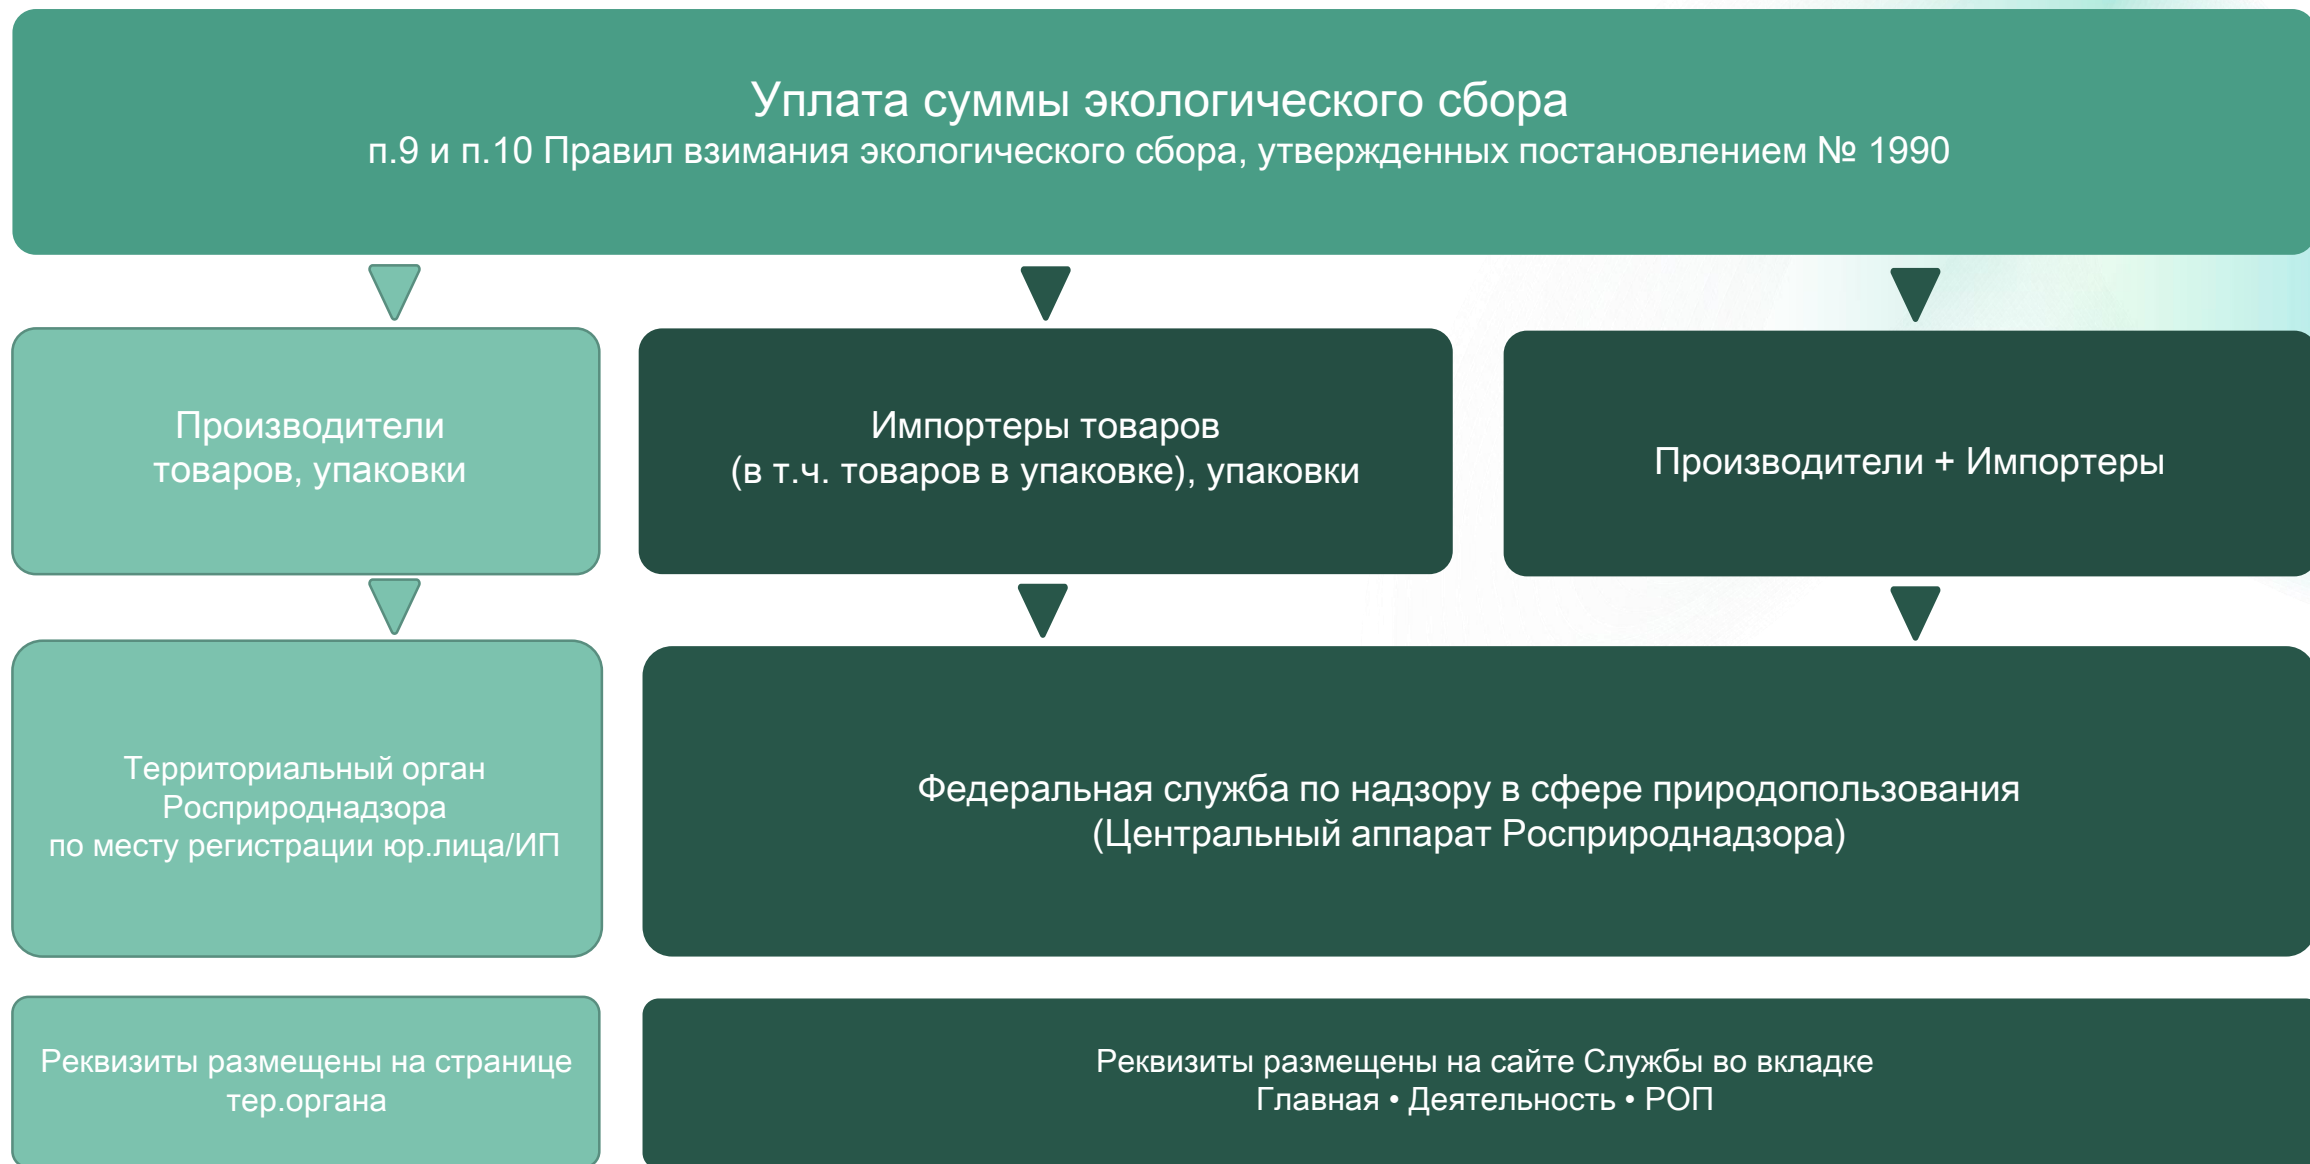 Уплата суммы экологического сбора
п.9 и п.10 Правил взимания экологического сбора, утвержденных постановлением № 1990
Производители
товаров, упаковки
Импортеры товаров
(в т.ч. товаров в упаковке), упаковки
Производители + Импортеры
Территориальный орган
Росприроднадзора
по месту регистрации юр.лица/ИП
Федеральная служба по надзору в сфере природопользования
(Центральный аппарат Росприроднадзора)
Реквизиты размещены на странице
тер.органа
Реквизиты размещены на сайте Службы во вкладке
Главная • Деятельность • РОП